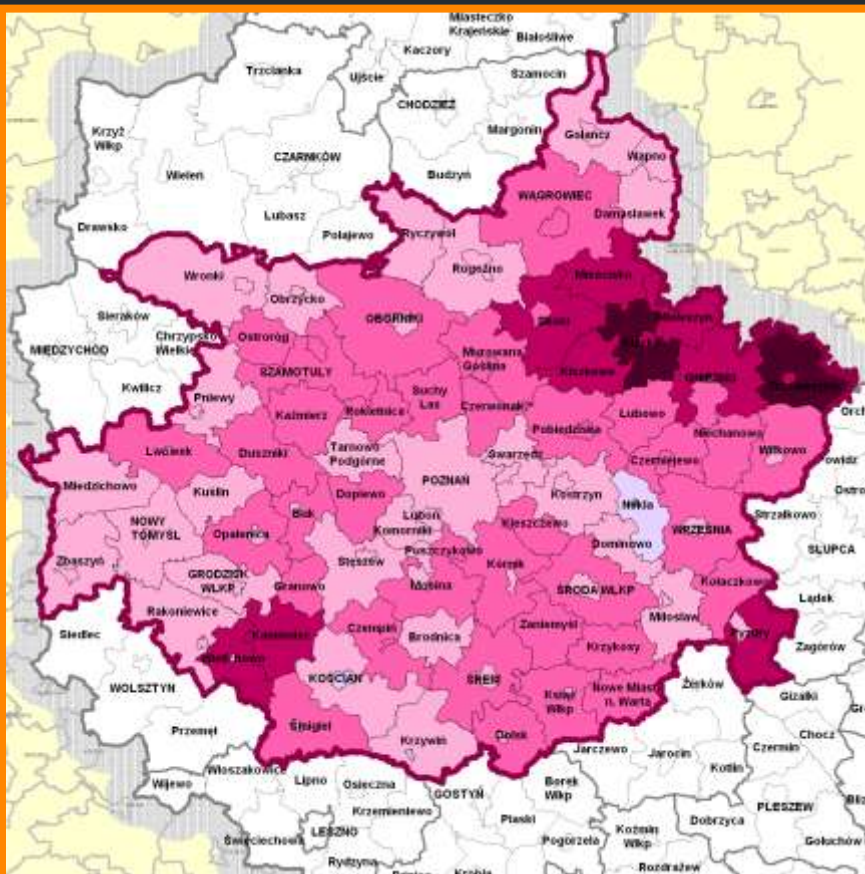 Miasteczko
Krajeńskie
Białośliwe
Kaczory
Trzcianka
Ujście
Szamocin
CHODZIEŻ
Krzyż
Wlkp
Margonin
Gołańcz
CZARNKÓW
Wapno
Wieleń
Budzyń
WĄGROWIEC
Lubasz
Damasławek
Drawsko
Połajewo
Ryczywół
Rogoźno
Wronki
Obrzycko
Sieraków
OBORNIKI
Chrzypsko
Wielkie
MIĘDZYCHÓD
Ostroróg
Murowana
Goślina
SZAMOTUŁY
Kwilcz
Pniewy
Suchy
Las
Kaźmierz
Rokietnica
Czerwonak
Łubowo
Pobiedziska
Niechanowo
Lwówek
Duszniki
Tarnowo
Podgórne
Swarzędz
Czerniejewo
Witkowo
Miedzichowo
POZNAŃ
Kuślin
Dopiewo
Kostrzyn
Nekla
Strzałkowo
NOWY
TOMYŚL
Buk
Luboń
Opalenica
Komorniki
Kleszczewo
WRZEŚNIA
Dominowo
Puszczykowo
SŁUPCA
Zbąszyń
Stęszew
GRODZISK
WLKP
Granowo
Mosina
Kórnik
ŚRODA WLKP
Kołaczkowo
Lądek
Rakoniewice
Miłosław
Siedlec
Czempiń
Brodnica
Zaniemyśl
Krzykosy
Pyzdry
Zagórów
WOLSZTYN
KOŚCIAN
ŚREM
Książ
Wlkp
Nowe Miasto
n. Wartą
Żerków
Gizałki
Przemęt
Śmigiel
Krzywiń
Dolsk
Chocz
Jaraczewo
Jarocin
Czermin
Włoszakowice
Kotlin
Wijewo
Lipno
Osieczna
GOSTYŃ
Borek
Wlkp
Krzemieniewo
Piaski
PLESZEW
Dobrzyca
Święciechowa
LESZNO
Pogorzela
Koźmin
Wlkp
Gołuchów
Rydzyna
Rozdrażew